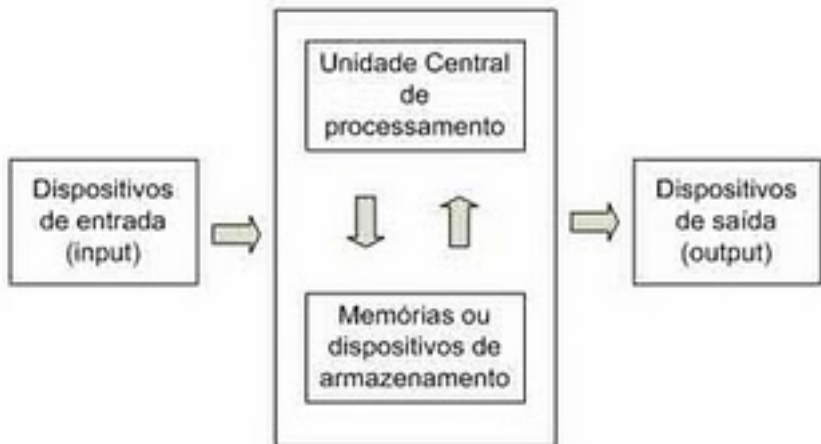 Dispositivos
de entrada
(input)
Unidade Central
de
processamento
Memórias ou
dispositivos de
armazenamento
Dispositivos
de saída
(output)